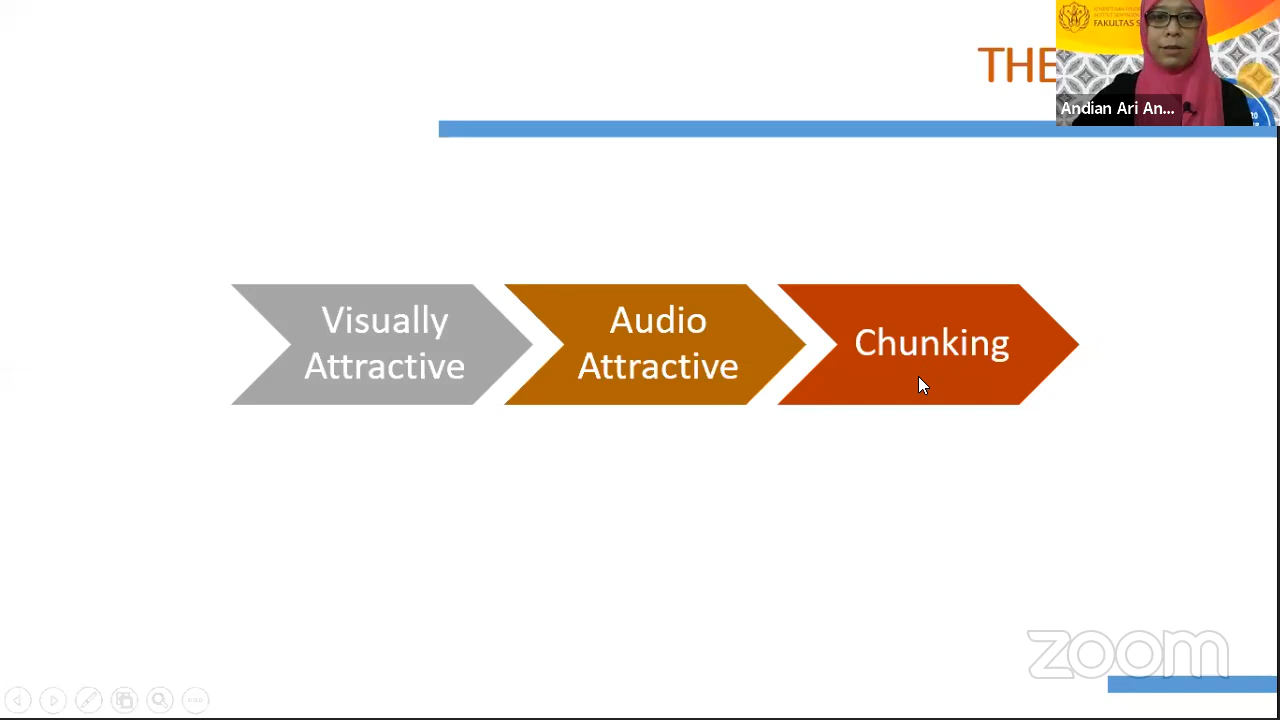 THE
FAKULTAS S
Andian Ari An...
Visually
Attractive
Audio
Attractive
Chunking
zoom